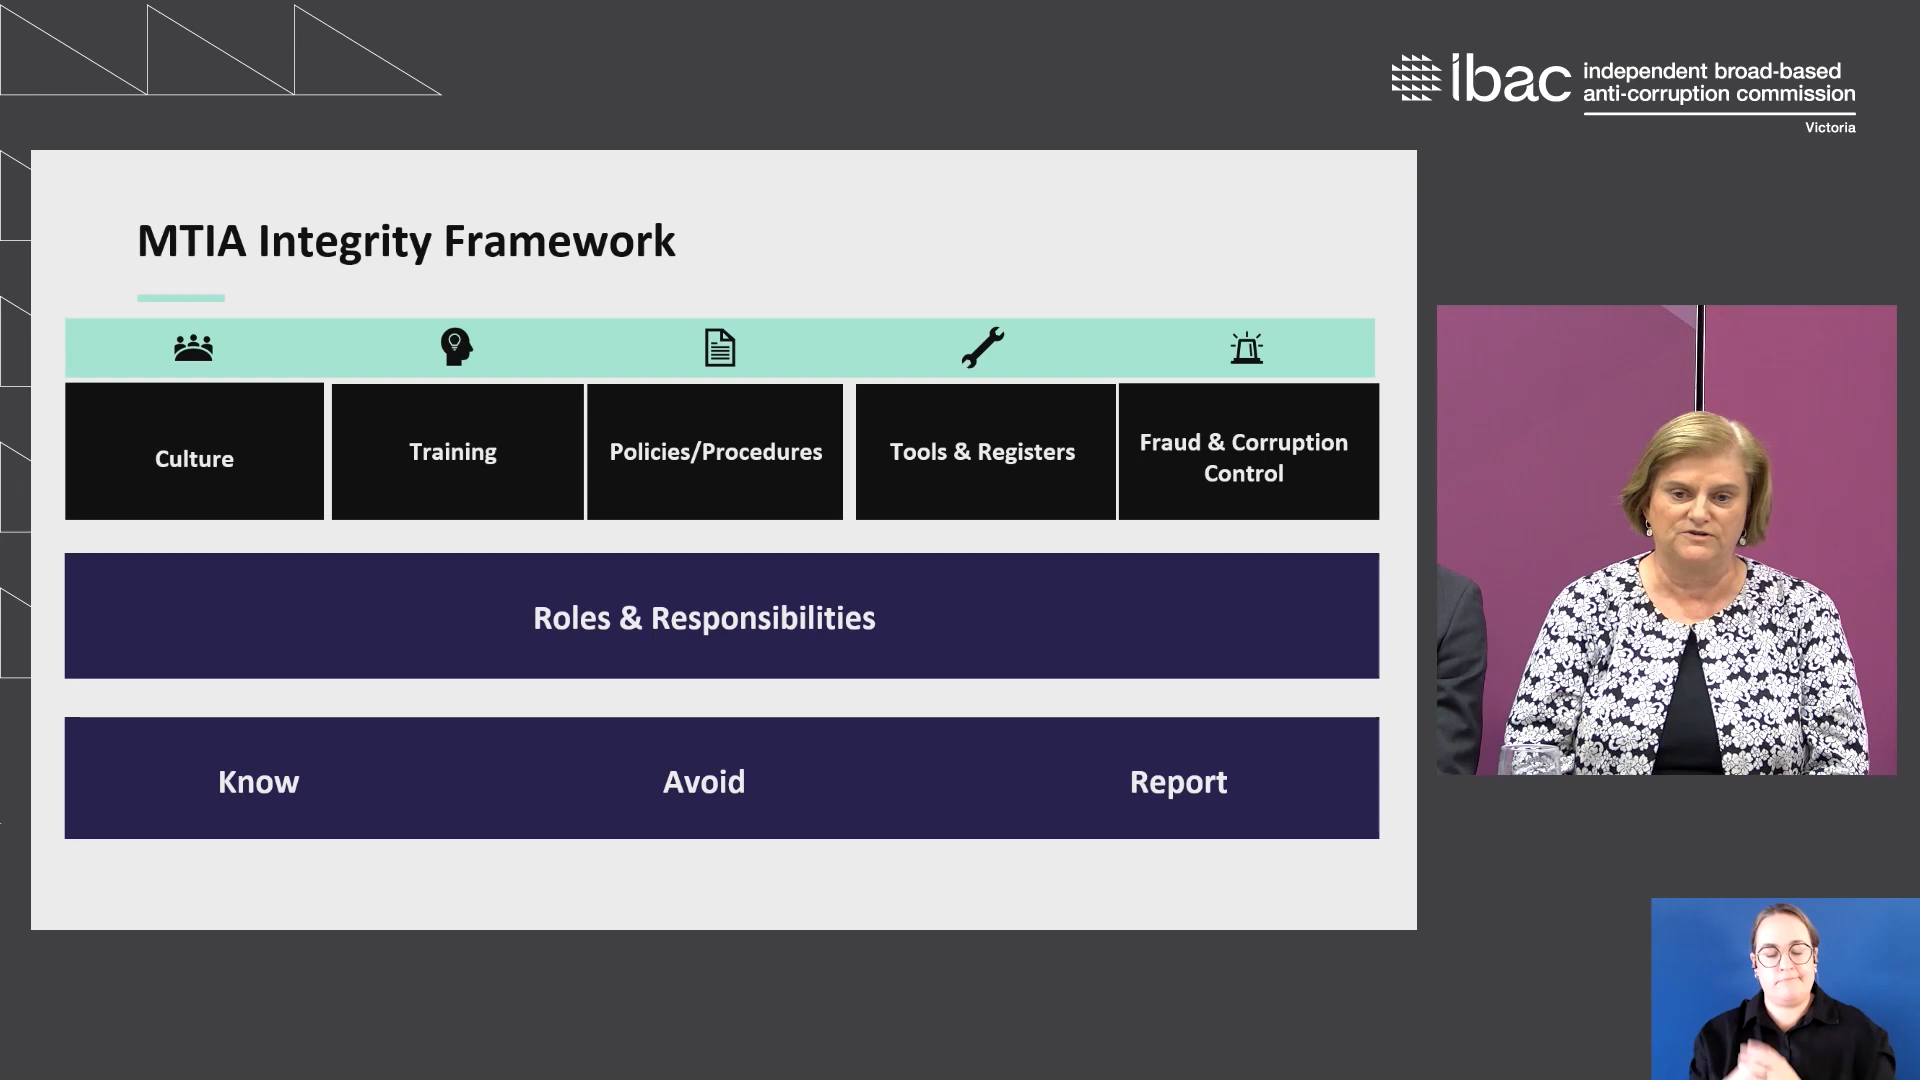 ibac
independent broad-based
anti-corruption commission
Victoria
MTIA Integrity Framework
Culture
Training
Policies/Procedures
Tools & Registers
Fraud & Corruption
Control
Roles & Responsibilities
Know
Avoid
Report